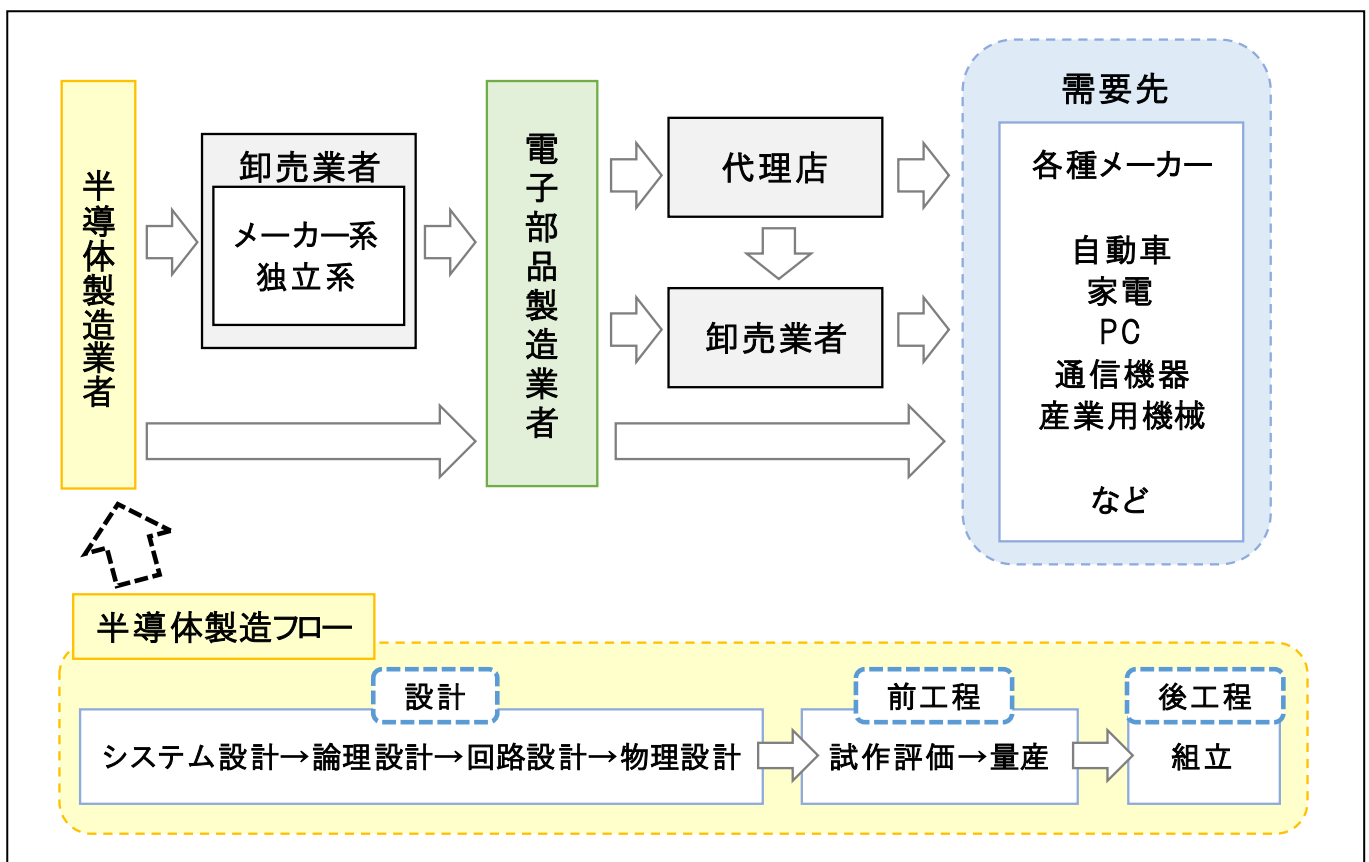 半導体製造業者
卸売業者
メーカー系
独立系
電子部品製造業者
代理店
卸売業者
需要先
各種メーカー
自動車
家電
PC
通信機器
産業用機械
など
半導体製造フロー
設計
システム設計→論理設計→回路設計→物理設計
前工程
試作評価→量産
後工程
組立